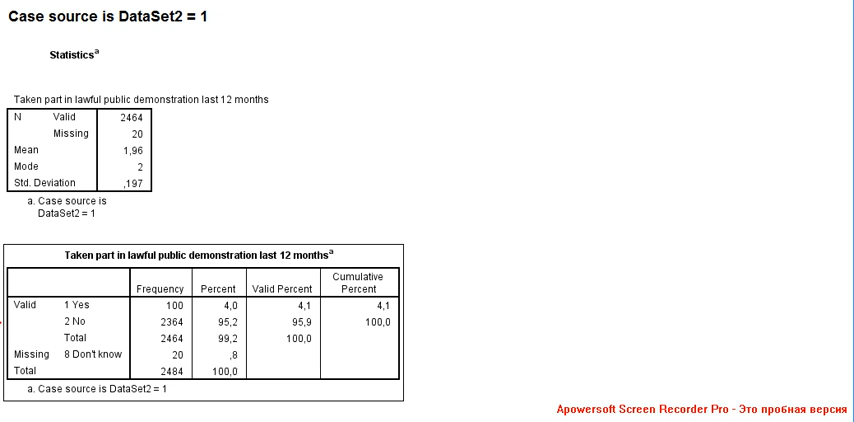 Case source is DataSet2 = 1
Statistics a
Taken part in lawful public demonstration last 12 months
N Valid 2464
Missing 20
Mean 1,96
Mode 2
Std. Deviation ,197
a. Case source is
DataSet2 = 1
Taken part in lawful public demonstration last 12 months a
Cumulative
Frequency Percent Valid Percent Percent
Valid 1 Yes 100 4,0 4,1 4,1
2 No 2364 95,2 95,9 100,0
Total 2464 99,2 100,0
Missing 8 Don't know 20 ,8
Total 2484 100,0
a. Case source is DataSet2 = 1
Apowersoft Screen Recorder Pro - Это пробная версия